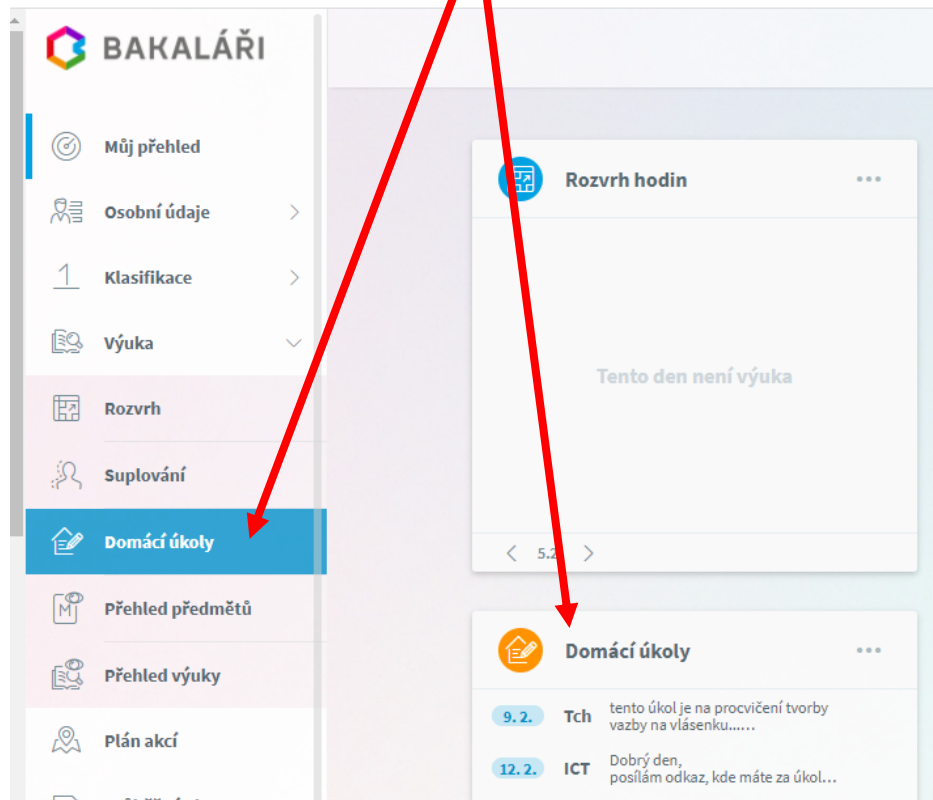 BAKALÁŘI
Můj přehled
Osobní údaje
Klasifikace
Výuka
Rozvrh
Suplování
Domácí úkoly
Přehled předmětů
Přehled výuky
Plán akcí
Rozvrh hodin
Tento den není výuka
Domácí úkoly
9. 2. Tch tento úkol je na procvičení tvorby
vazby na vlásenku......
12. 2. ICT Dobrý den,
posílám odkaz, kde máte za úkol...